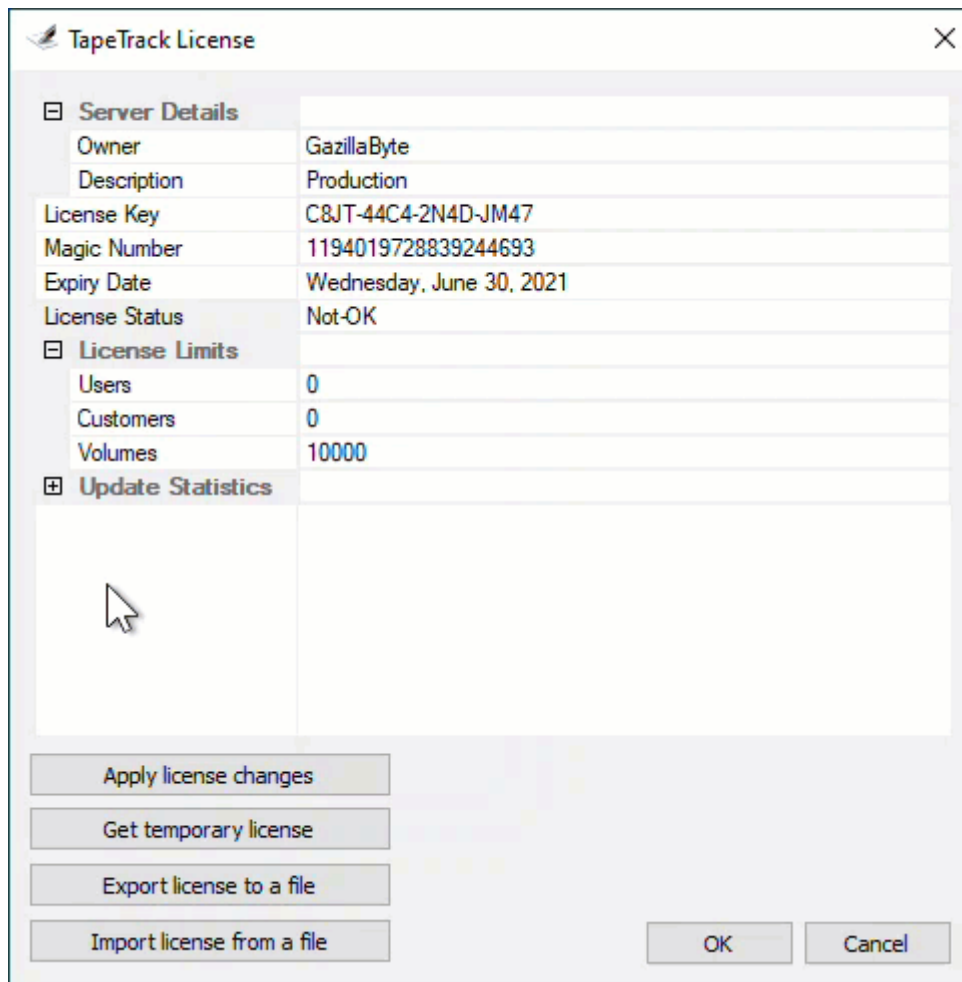 TapeTrack License
Server Details
Owner GazillaByte
Description Production
License Key C8JT-44C4-2N4D-JM47
Magic Number 1194019728839244693
Expiry Date Wednesday, June 30, 2021
License Status Not-OK
License Limits
Users 0
Customers 0
Volumes 10000
Update Statistics
Apply license changes
Get temporary license
Export license to a file
Import license from a file
OK Cancel